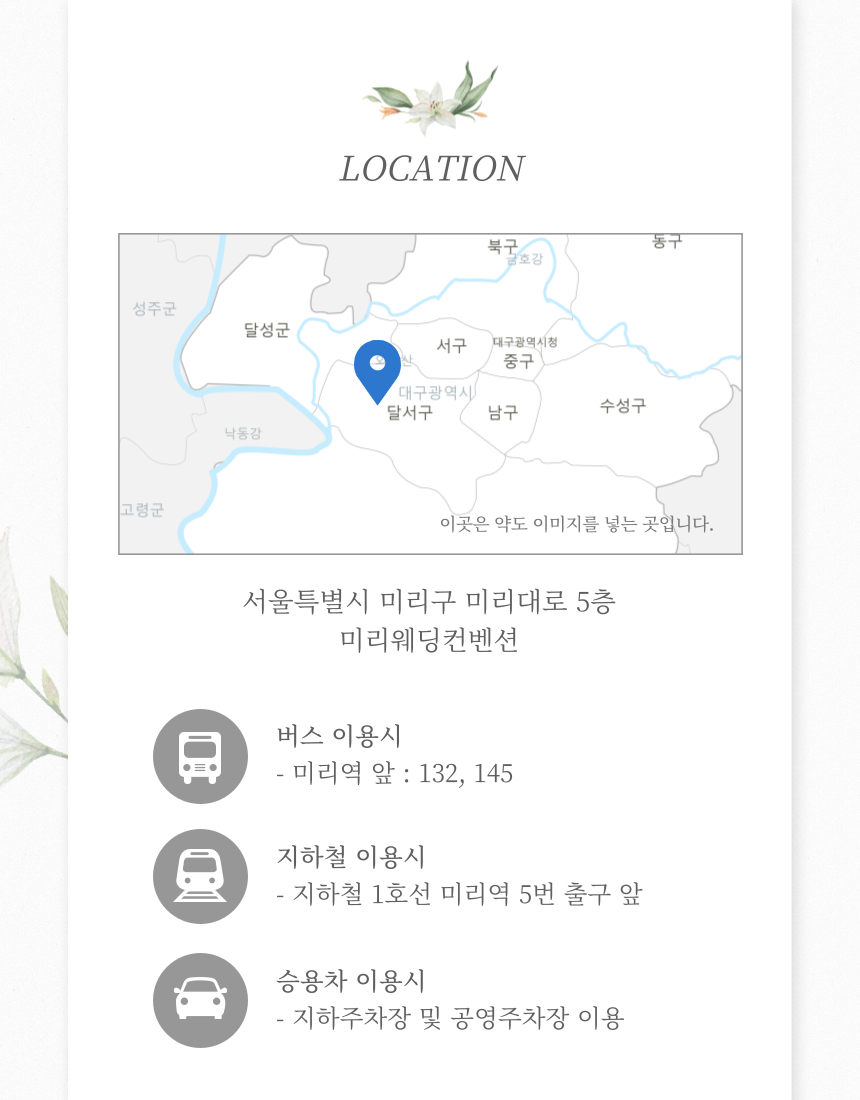 LOCATION
북구
동구
금호강
성주군
달성군
서구
대구광역시청
중구
대구광역시
달서구
남구
수성구
낙동강
고령군
이곳은 약도 이미지를 넣는 곳입니다.
서울특별시 미리구 미리대로 5층
미리웨딩컨벤션
버스 이용시
- 미리역 앞 : 132, 145
지하철 이용시
- 지하철 1호선 미리역 5번 출구 앞
승용차 이용시
- 지하주차장 및 공영주차장 이용